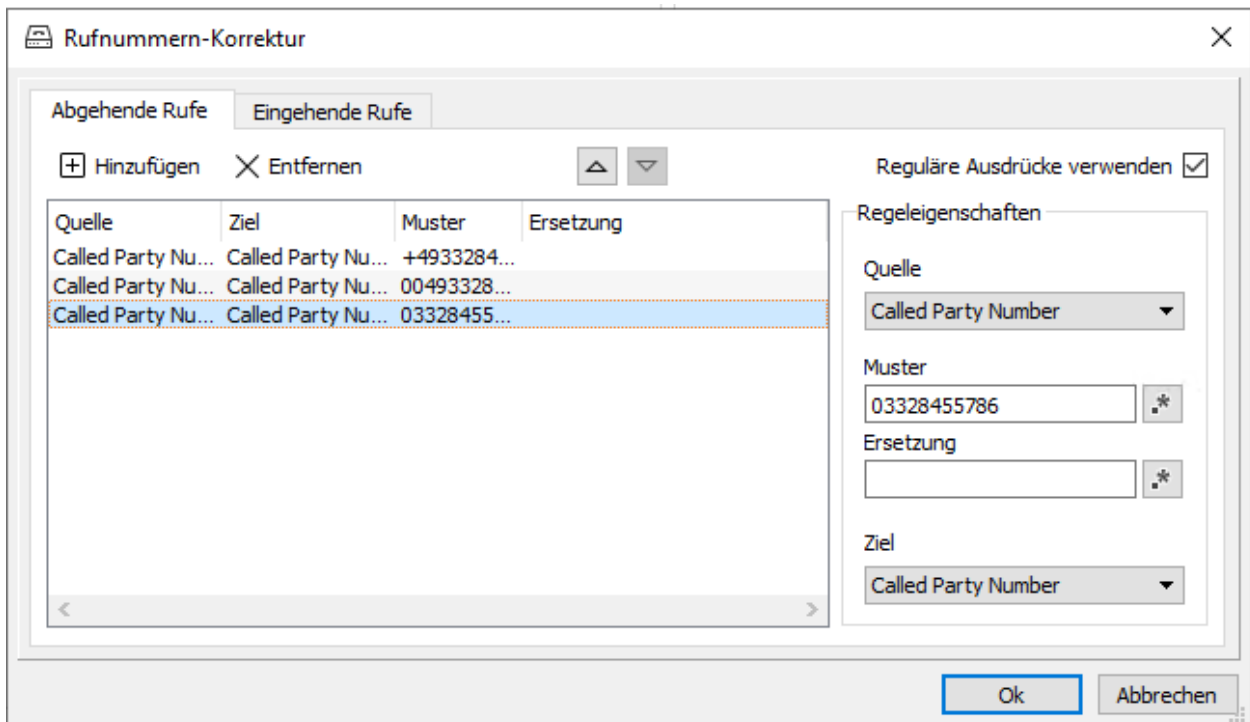 Rufnummern-Korrektur
Abgehende Rufe Eingehende Rufe
Hinzufügen Entfernen Reguläre Ausdrücke verwenden
Quelle Ziel Muster Ersetzung
Called Party Nu... Called Party Nu... +4933284...
Called Party Nu... Called Party Nu... 00493328...
Called Party Nu... Called Party Nu... 03328455...
Regeleigenschaften
Quelle
Called Party Number
Muster
03328455786
.*
Ersetzung
.*
Ziel
Called Party Number
Ok Abbrechen